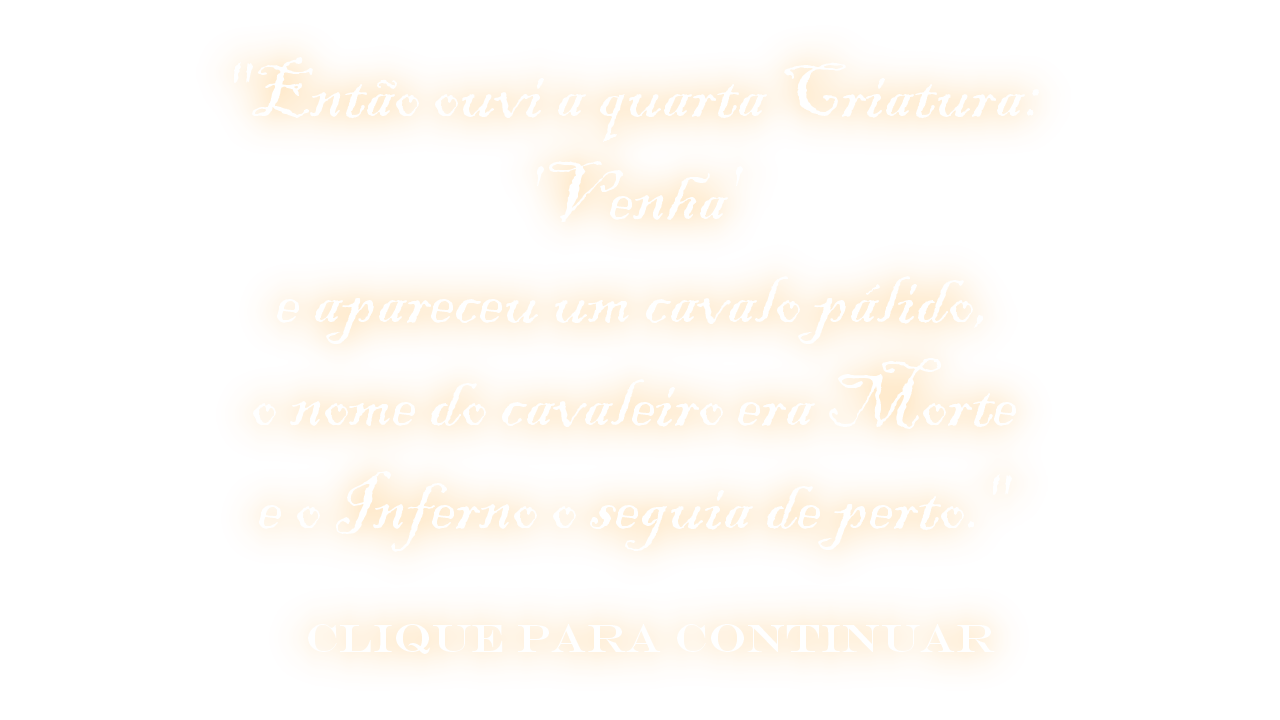 "Então ouvi a quarta Criatura:
'Venha'
e apareceu um cavalo pálido,
o nome do cavaleiro era Morte
e o Inferno o seguia de perto."
CLIQUE PARA CONTINUAR